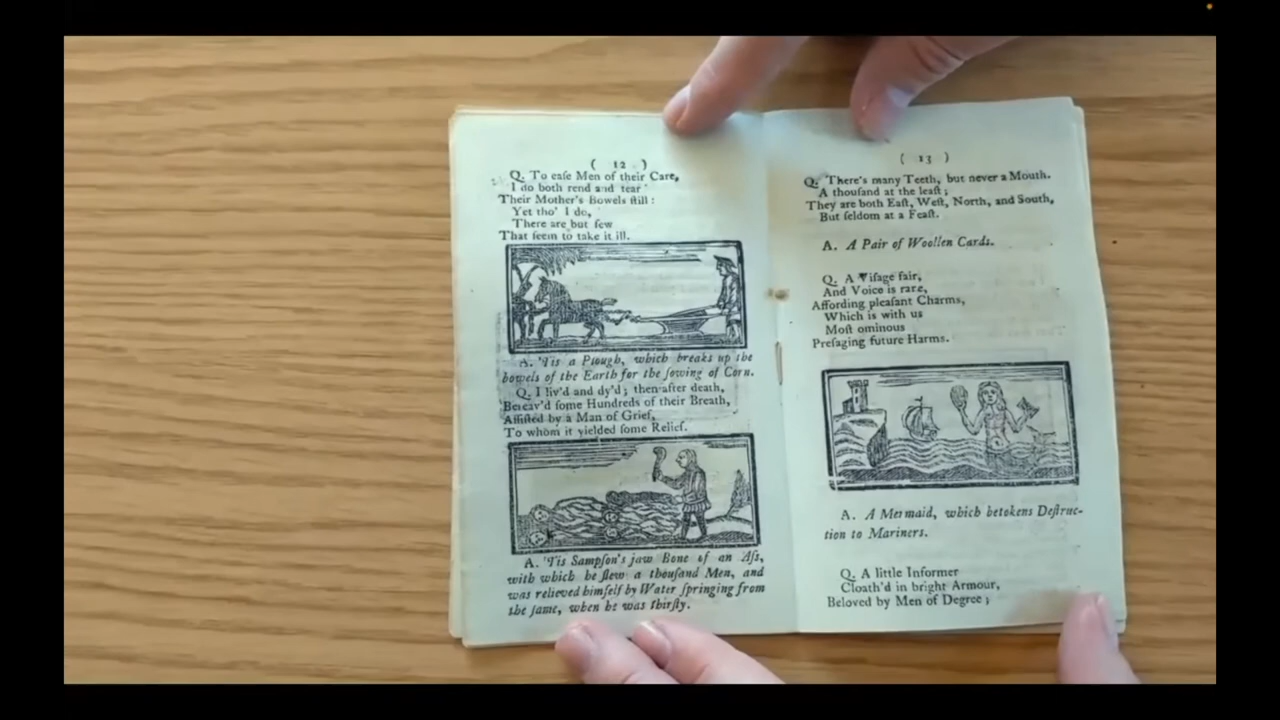 ( 12 )
Q. To eaſe Men of their Care,
I do both rend and tear
Their Mother's Bowels ſtill :
Yet tho' I do,
There are but few
That ſeem to take it ill.
A. 'Tis a Plough, which breaks up the
bowels of the Earth for the ſowing of Corn.
Q. I liv'd and dy'd; then after death,
Bereav'd ſome Hundreds of their Breath,
Aſſiſted by a Man of Grief,
To whom it yielded ſome Relief.
A. 'Tis Sampſon's jaw Bone of an Aſs,
with which he ſlew a thouſand Men, and
was relieved himſelf by Water ſpringing from
the ſame, when he was thirſty.
( 13 )
Q. There's many Teeth, but never a Mouth.
A thouſand at the leaſt ;
They are both Eaſt, Weſt, North, and South,
But ſeldom at a Feaſt.
A. A Pair of Woollen Cards.
Q. A Viſage fair,
And Voice is rare,
Affording pleaſant Charms,
Which is with us
Moſt ominous
Preſaging future Harms.
A. A Mermaid, which betokens Deſtruc-
tion to Mariners.
Q. A little Informer
Cloath'd in bright Armour,
Beloved by Men of Degree ;